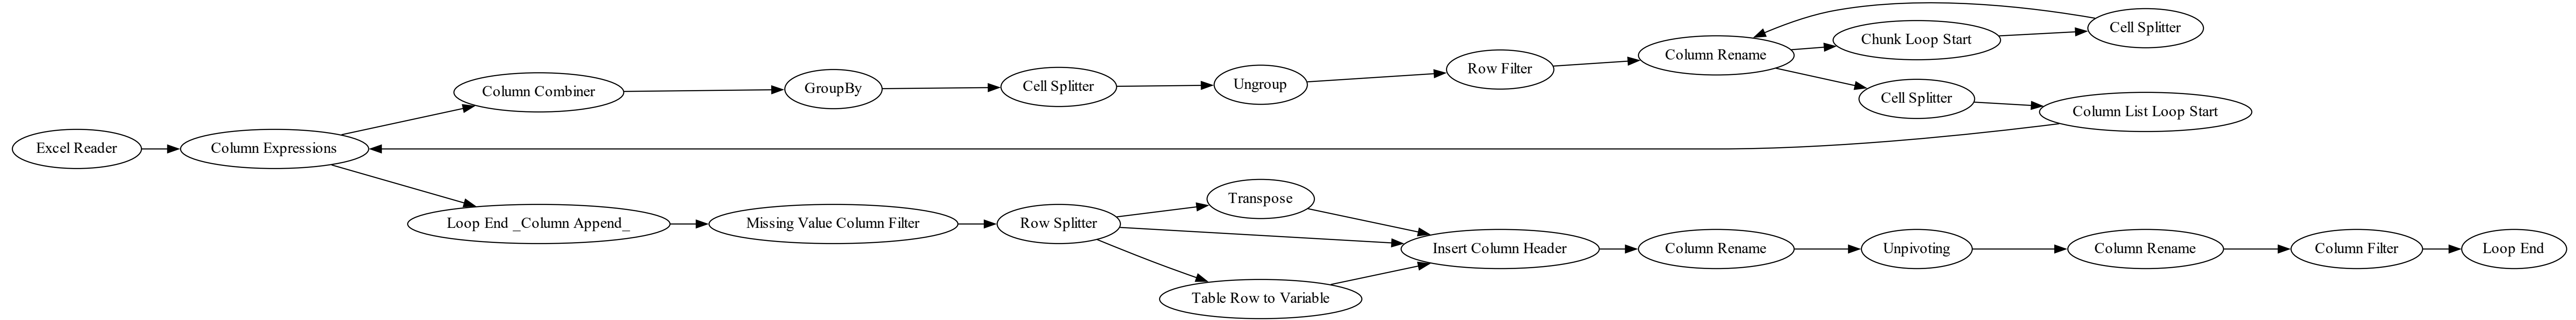 Excel Reader
Column Expressions
Column Combiner
GroupBy
Cell Splitter
Ungroup
Row Filter
Column Rename
Chunk Loop Start
Cell Splitter
Cell Splitter
Column List Loop Start
Loop End _Column Append_
Missing Value Column Filter
Row Splitter
Transpose
Table Row to Variable
Insert Column Header
Column Rename
Unpivoting
Column Rename
Column Filter
Loop End